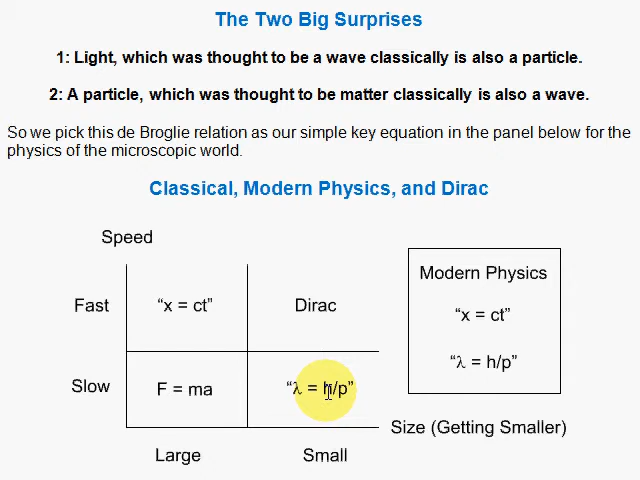 The Two Big Surprises
1: Light, which was thought to be a wave classically is also a particle.
2: A particle, which was thought to be matter classically is also a wave.
So we pick this de Broglie relation as our simple key equation in the panel below for the
physics of the microscopic world.
Classical, Modern Physics, and Dirac
Speed
Fast
“x = ct”
Dirac
Slow
F = ma
“λ = h/p”
Large
Small
Size (Getting Smaller)
Modern Physics
“x = ct”
“λ = h/p”